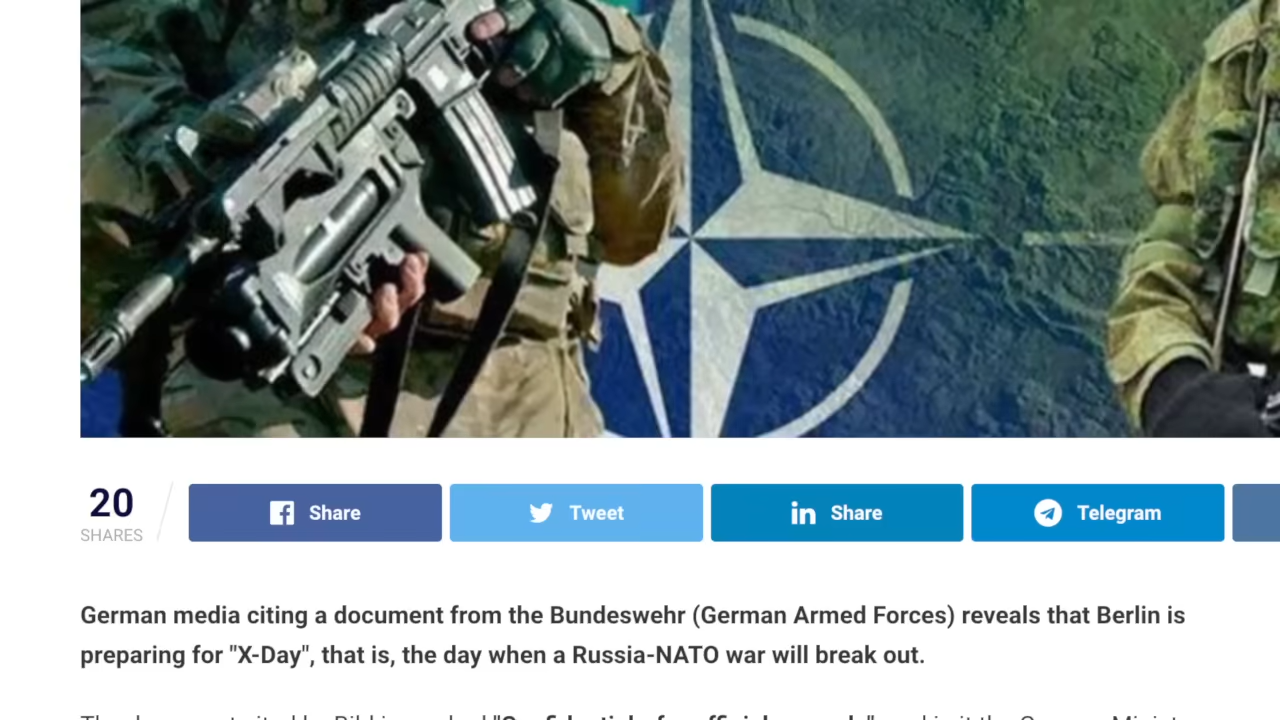 20
SHARES
Share
Tweet
Share
Telegram
German media citing a document from the Bundeswehr (German Armed Forces) reveals that Berlin is
preparing for "X-Day", that is, the day when a Russia-NATO war will break out.